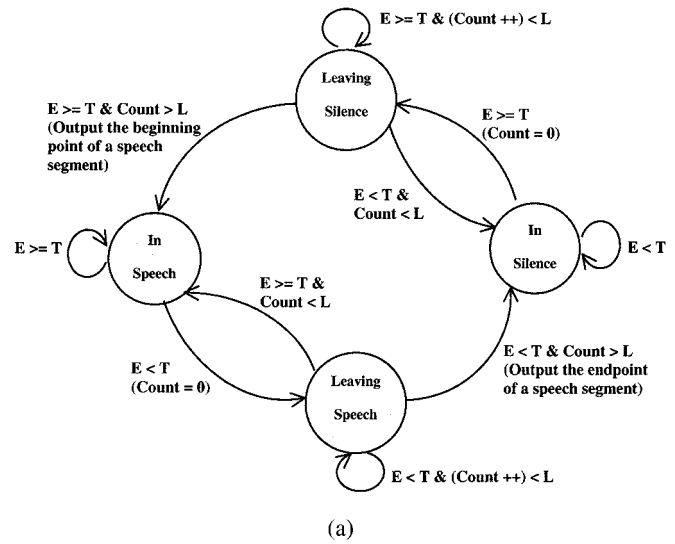 E >= T & (Count ++) < L
Leaving
Silence
E >= T & Count > L
(Output the beginning
point of a speech
segment)
E >= T
(Count = 0)
E < T &
Count < L
In
Speech
E >= T
In
Silence
E < T
E >= T &
Count < L
E < T
(Count = 0)
Leaving
Speech
E < T & Count > L
(Output the endpoint
of a speech segment)
E < T & (Count ++) < L
(a)